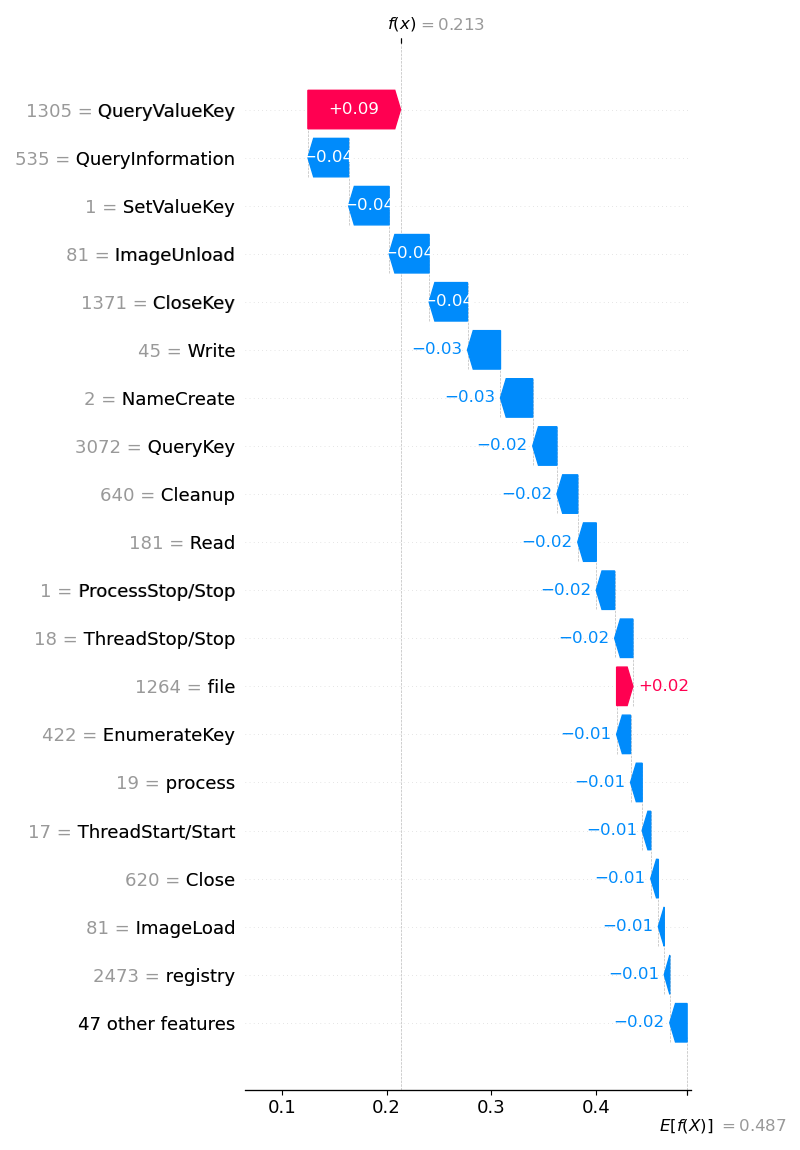 f(x) = 0.213
1305 = QueryValueKey
+0.09
535 = QueryInformation
−0.04
1 = SetValueKey
−0.04
81 = ImageUnload
−0.04
1371 = CloseKey
−0.04
45 = Write
−0.03
2 = NameCreate
−0.03
3072 = QueryKey
−0.02
640 = Cleanup
−0.02
181 = Read
−0.02
1 = ProcessStop/Stop
−0.02
18 = ThreadStop/Stop
−0.02
1264 = file
+0.02
422 = EnumerateKey
−0.01
19 = process
−0.01
17 = ThreadStart/Start
−0.01
620 = Close
−0.01
81 = ImageLoad
−0.01
2473 = registry
−0.01
47 other features
−0.02
0.1 0.2 0.3 0.4
E[f(X)] = 0.487